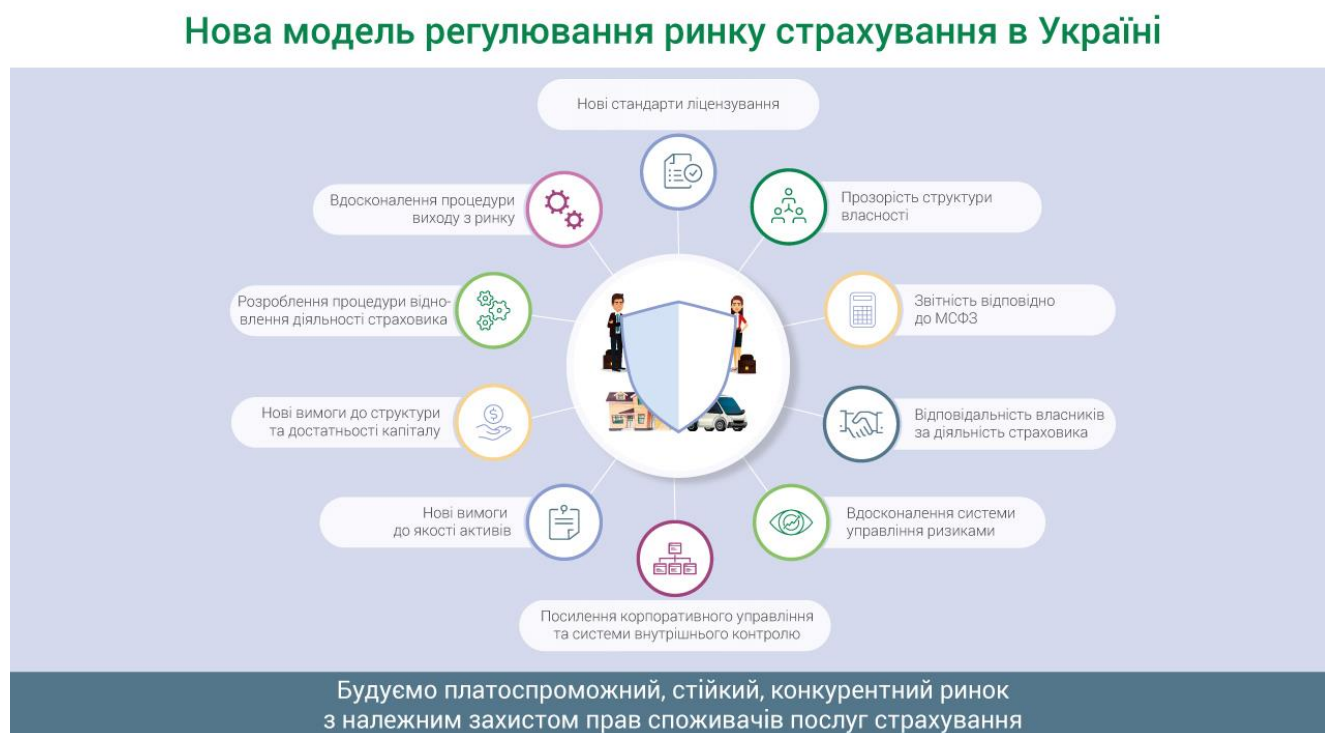 Нова модель регулювання ринку страхування в Україні
Нові стандарти ліцензування
Прозорість структури
власності
Звітність відповідно
до МСФЗ
Відповідальність власників
за діяльність страховика
Вдосконалення системи
управління ризиками
Посилення корпоративного управління
та системи внутрішнього контролю
Нові вимоги
до якості активів
Нові вимоги до структури
та достатньості капіталу
Розроблення процедури відно-
влення діяльності страховика
Вдосконалення процедури
виходу з ринку
Будуємо платоспроможний, стійкий, конкурентний ринок
з належним захистом прав споживачів послуг страхування